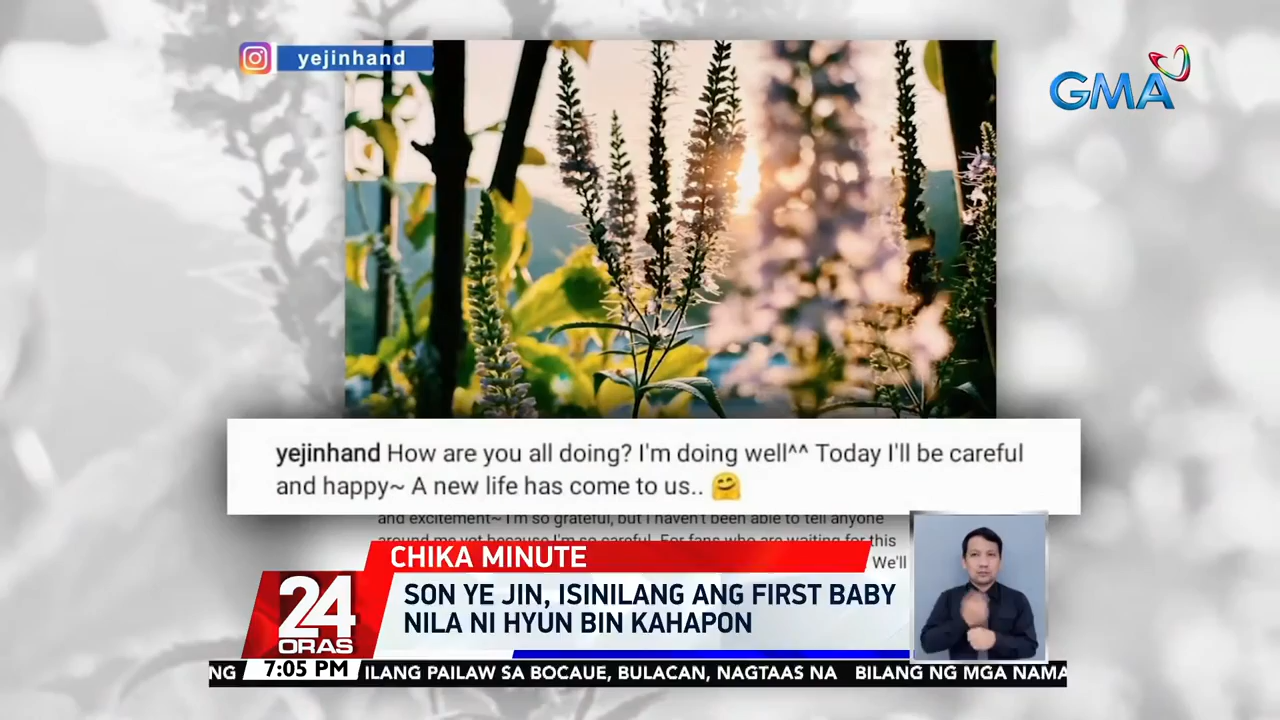 yejinhand
GMA
yejinhand How are you all doing? I'm doing well^^ Today I'll be careful
and happy~ A new life has come to us.. 🤗
and excitement~ I'm so grateful, but I haven't been able to tell anyone
around me yet because I'm so careful. For fans who are waiting for this
We'll
CHIKA MINUTE
24
ORAS
SON YE JIN, ISINILANG ANG FIRST BABY
NILA NI HYUN BIN KAHAPON
NG 7:05 PM ILANG PAILAW SA BOCAUE, BULACAN, NAGTAAS NA BILANG NG MGA NAMA